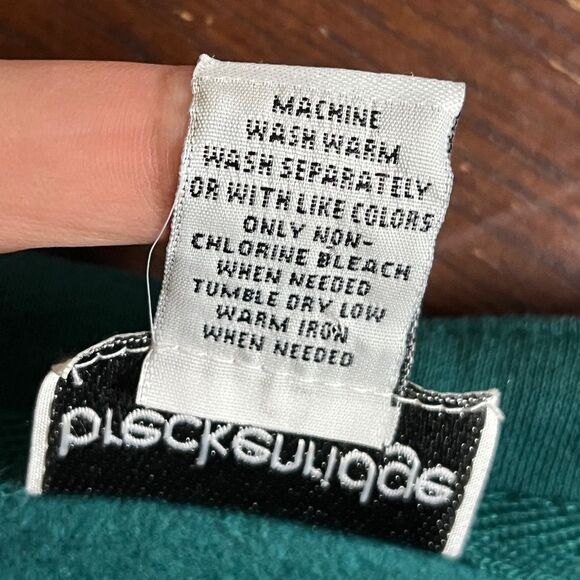 MACHINE
WASH WARM
WASH SEPARATELY
OR WITH LIKE COLORS
ONLY NON-
CHLORINE BLEACH
WHEN NEEDED
TUMBLE DRY LOW
WARM IRON
WHEN NEEDED
breckenridge